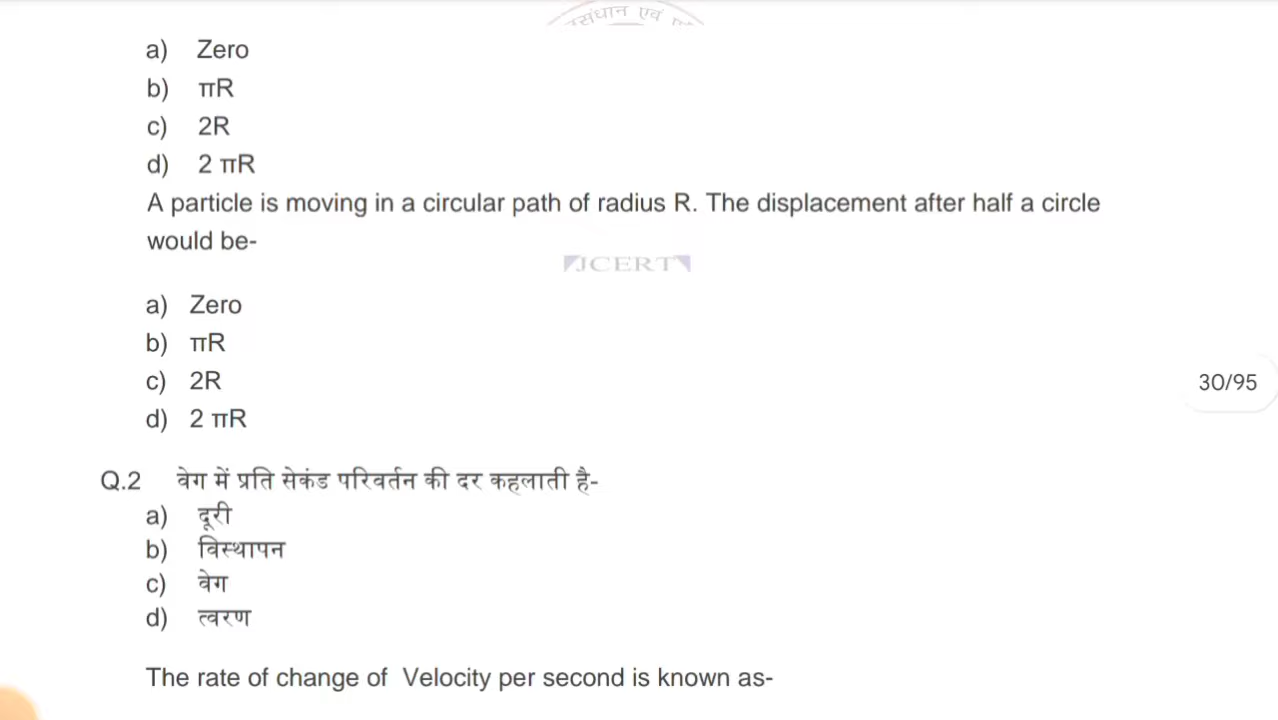 संधान एवं
a) Zero
b) πR
c) 2R
d) 2 πR
A particle is moving in a circular path of radius R. The displacement after half a circle
would be-
JCERT
a) Zero
b) πR
c) 2R
d) 2 πR
30/95
Q.2 वेग में प्रति सेकंड परिवर्तन की दर कहलाती है-
a) दूरी
b) विस्थापन
c) वेग
d) त्वरण
The rate of change of Velocity per second is known as-